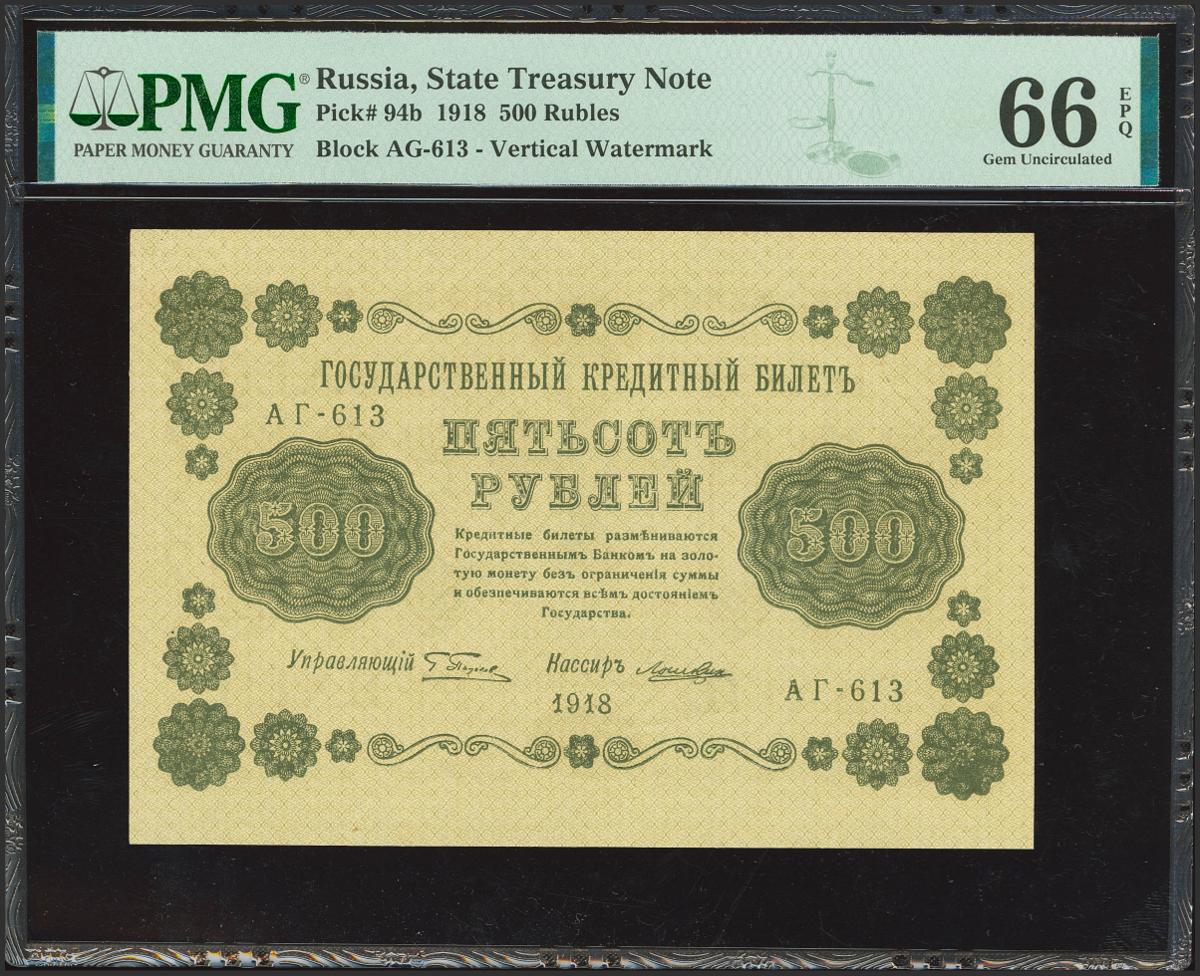 PMG®
PAPER MONEY GUARANTY
Russia, State Treasury Note
Pick# 94b 1918 500 Rubles
Block AG-613 - Vertical Watermark
66 EPQ
Gem Uncirculated
ГОСУДАРСТВЕННЫЙ КРЕДИТНЫЙ БИЛЕТЪ
АГ-613
ПЯТЬСОТЪ
РУБЛЕЙ
500
500
Кредитные билеты размѣниваются
Государственнымъ Банкомъ на золо-
тую монету безъ ограниченія суммы
и обезпечиваются всѣмъ достояніемъ
Государства.
Управляющій
Кассиръ
1918
АГ-613